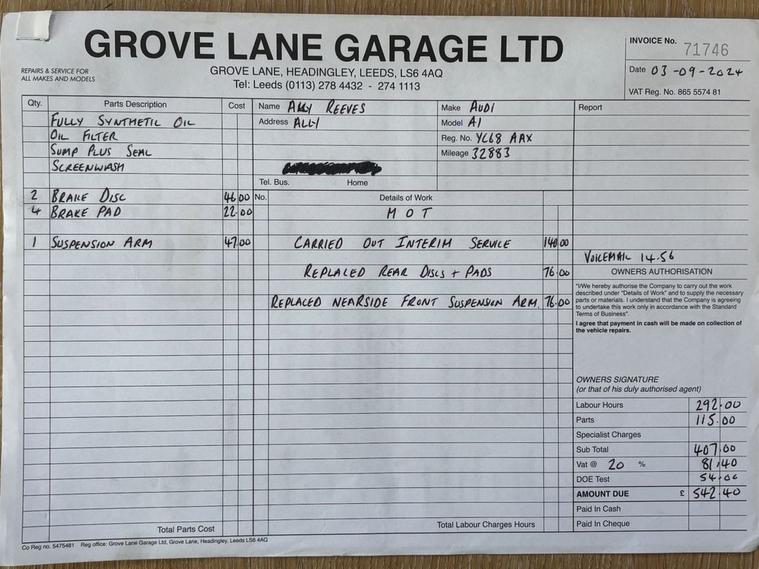 GROVE LANE GARAGE LTD
REPAIRS & SERVICE FOR
ALL MAKES AND MODELS
GROVE LANE, HEADINGLEY, LEEDS, LS6 4AQ
Tel: Leeds (0113) 278 4432 - 274 1113
INVOICE No. 71746
Date 03-09-2024
VAT Reg. No. 865 5574 81
Qty. Parts Description Cost
FULLY SYNTHETIC OIL
OIL FILTER
SUMP PLUS SEAL
SCREENWASH
2 BRAKE DISC 46 00
4 BRAKE PAD 22.00
1 SUSPENSION ARM 47.00
Total Parts Cost
Name ALLY REEVES
Address ALLY
Tel. Bus. Home
Make AUDI
Model A1
Reg. No. YL68 AAX
Mileage 32883
No. Details of Work
MOT
CARRIED OUT INTERIM SERVICE 140.00
REPLACED REAR DISCS + PADS 76.00
REPLACED NEARSIDE FRONT SUSPENSION ARM. 76.00
Total Labour Charges Hours
Report
VOICEMAIL 14.56
OWNERS AUTHORISATION
"I/We hereby authorise the Company to carry out the work
described under "Details of Work" and to supply the necessary
parts or materials. I understand that the Company is agreeing
to undertake this work only in accordance with the Standard
Terms of Business".
I agree that payment in cash will be made on collection of
the vehicle repairs.
OWNERS SIGNATURE
(or that of his duly authorised agent)
Labour Hours 292.00
Parts 115.00
Specialist Charges
Sub Total 407.00
Vat @ 20 % 81.40
DOE Test 54.00
AMOUNT DUE £ 542.40
Paid In Cash
Paid In Cheque
Co Reg no. 5475481 Reg office: Grove Lane Garage Ltd, Grove Lane, Headingley, Leeds LS6 4AQ